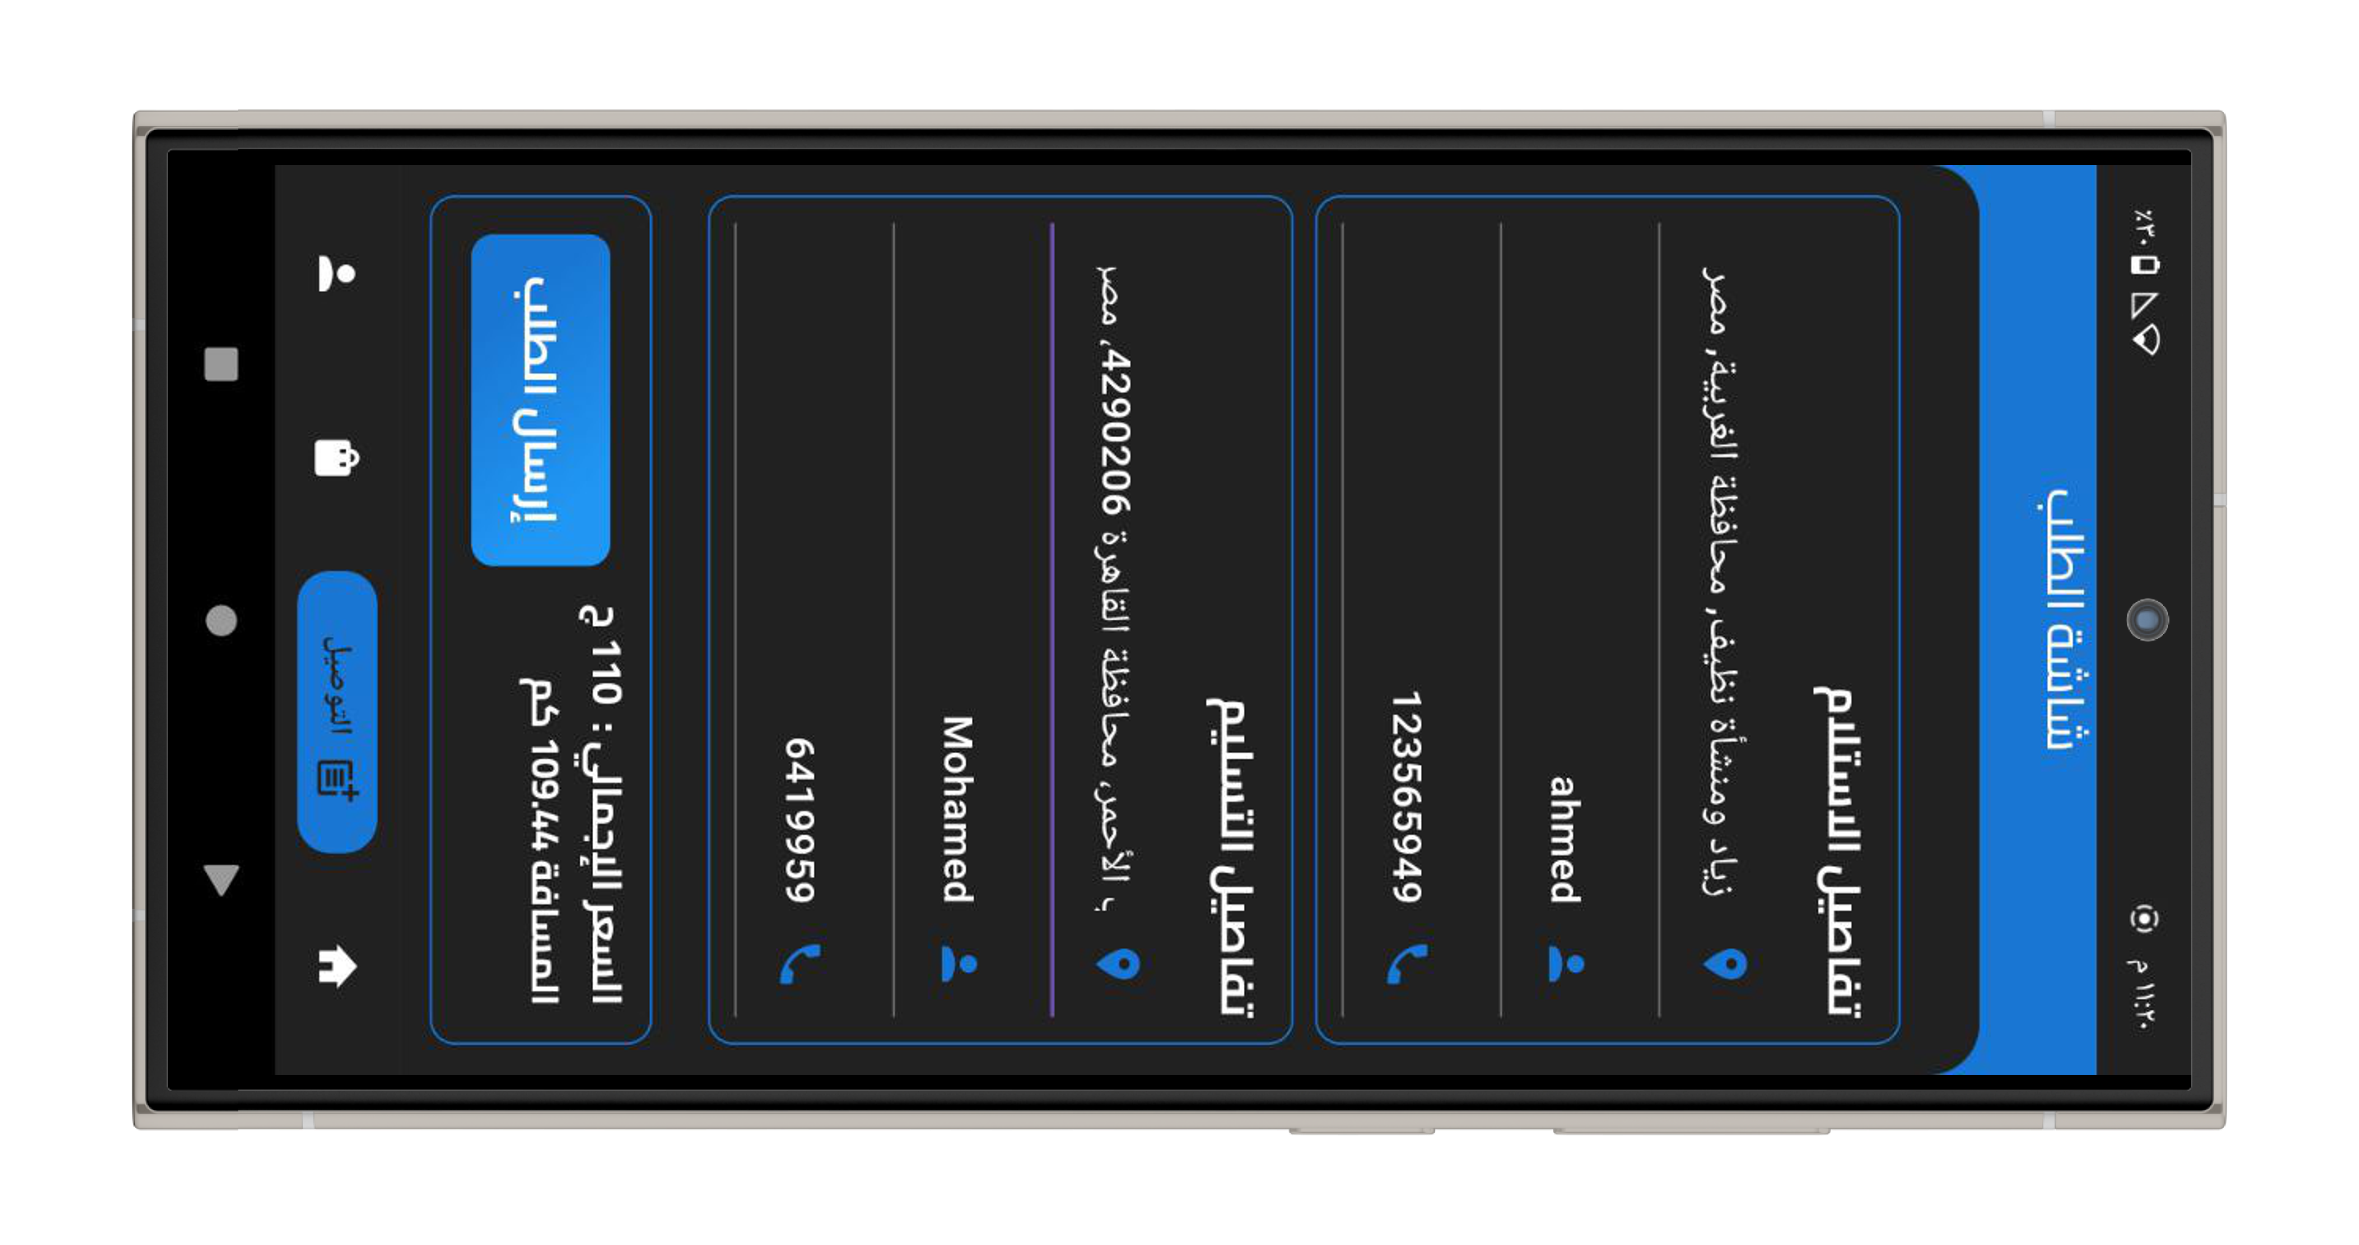 ١١:٢٠ م
٪٣٠
شاشة الطلب
تفاصيل الاستلام
زياد ومنشأة نظيف, محافظة الغربية, مصر
ahmed
1235659949
تفاصيل التسليم
الأحمر، محافظة القاهرة 4290206، مصر
Mohamed
6419959
السعر الإجمالي : 110 ج
المسافة 109.44 كم
إرسال الطلب
التوصيل